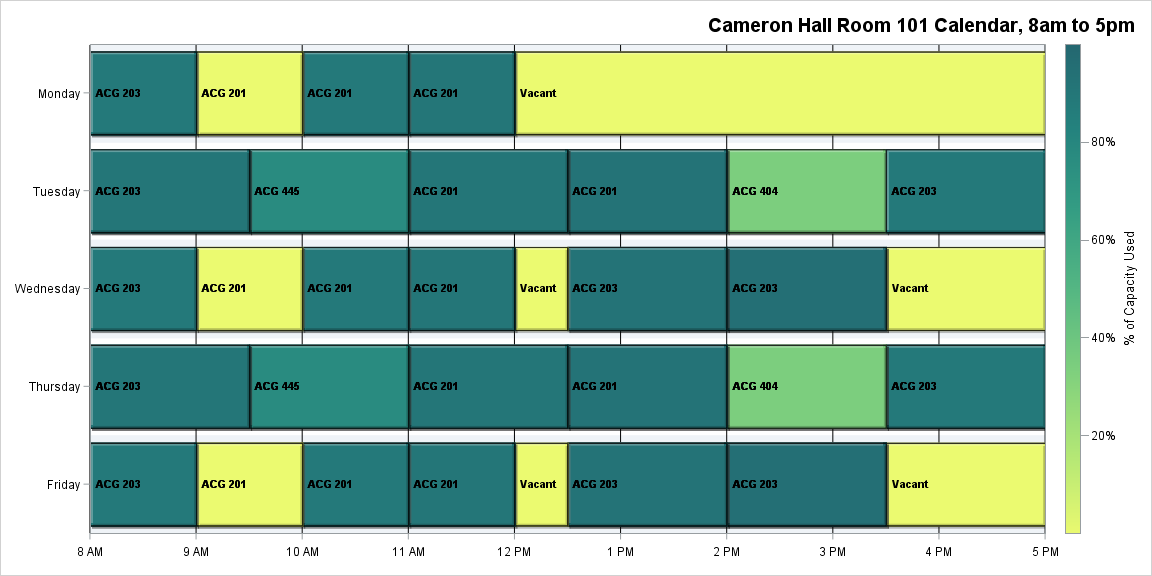 Cameron Hall Room 101 Calendar, 8am to 5pm
Monday ACG 203 ACG 201 ACG 201 ACG 201 Vacant
80%
Tuesday ACG 203 ACG 445 ACG 201 ACG 201 ACG 404 ACG 203
60%
% of Capacity Used
Wednesday ACG 203 ACG 201 ACG 201 ACG 201 Vacant ACG 203 ACG 203 Vacant
40%
Thursday ACG 203 ACG 445 ACG 201 ACG 201 ACG 404 ACG 203
20%
Friday ACG 203 ACG 201 ACG 201 ACG 201 Vacant ACG 203 ACG 203 Vacant
8 AM 9 AM 10 AM 11 AM 12 PM 1 PM 2 PM 3 PM 4 PM 5 PM